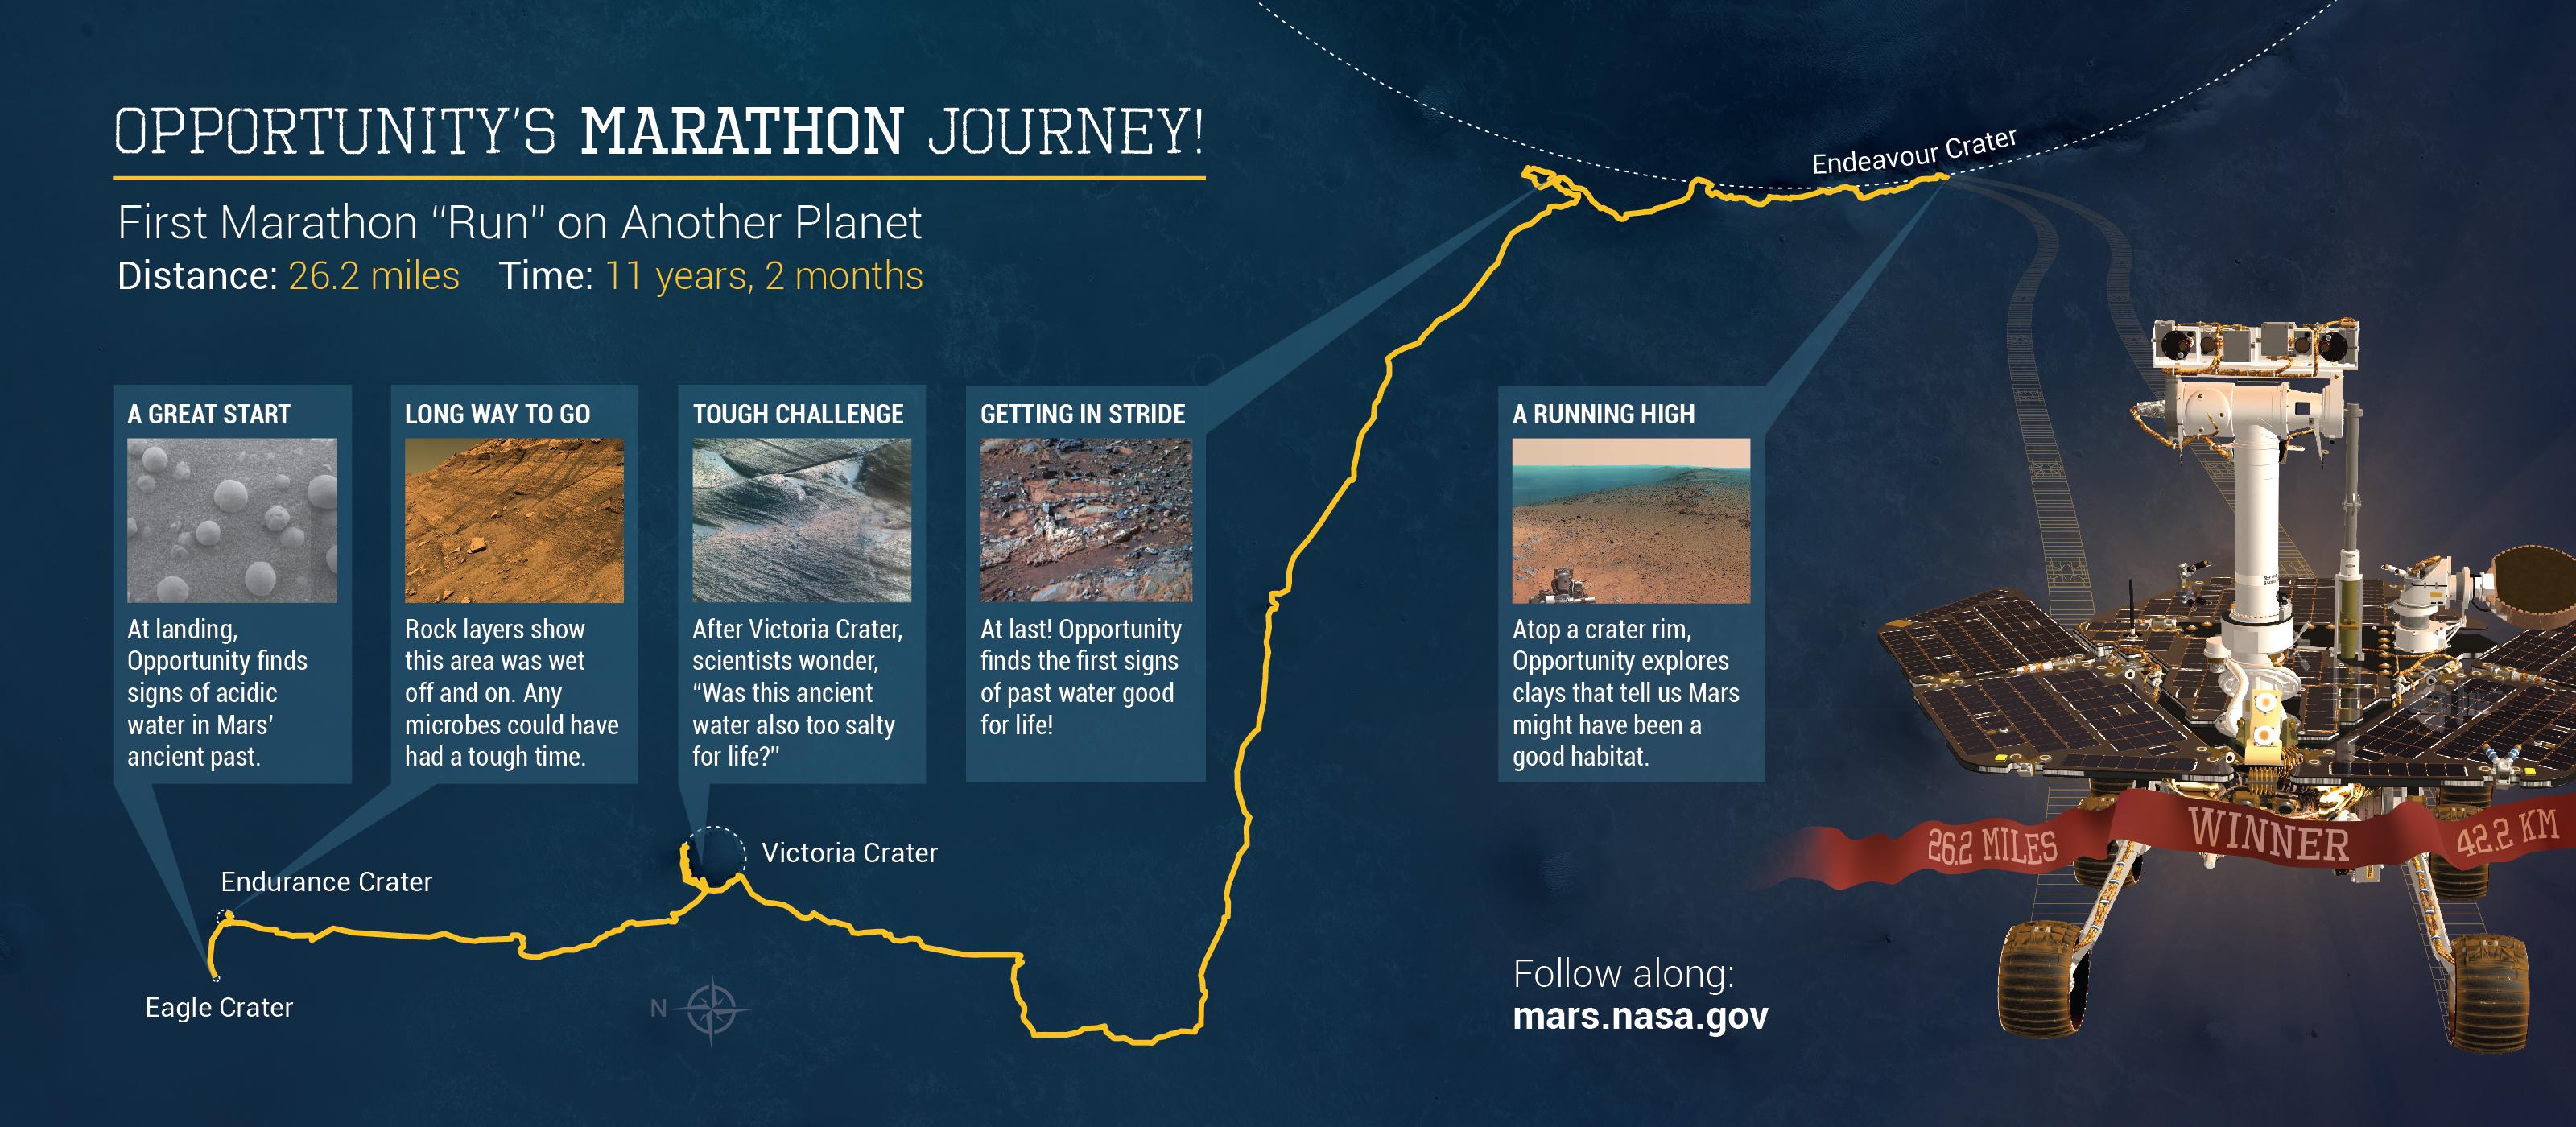 OPPORTUNITY'S MARATHON JOURNEY!
First Marathon “Run” on Another Planet
Distance: 26.2 miles Time: 11 years, 2 months
Endeavour Crater
A GREAT START
At landing,
Opportunity finds
signs of acidic
water in Mars’
ancient past.
LONG WAY TO GO
Rock layers show
this area was wet
off and on. Any
microbes could have
had a tough time.
TOUGH CHALLENGE
After Victoria Crater,
scientists wonder,
“Was this ancient
water also too salty
for life?”
GETTING IN STRIDE
At last! Opportunity
finds the first signs
of past water good
for life!
A RUNNING HIGH
Atop a crater rim,
Opportunity explores
clays that tell us Mars
might have been a
good habitat.
Victoria Crater
Endurance Crater
Eagle Crater
N
26.2 MILES
WINNER
42.2 KM
Follow along:
mars.nasa.gov